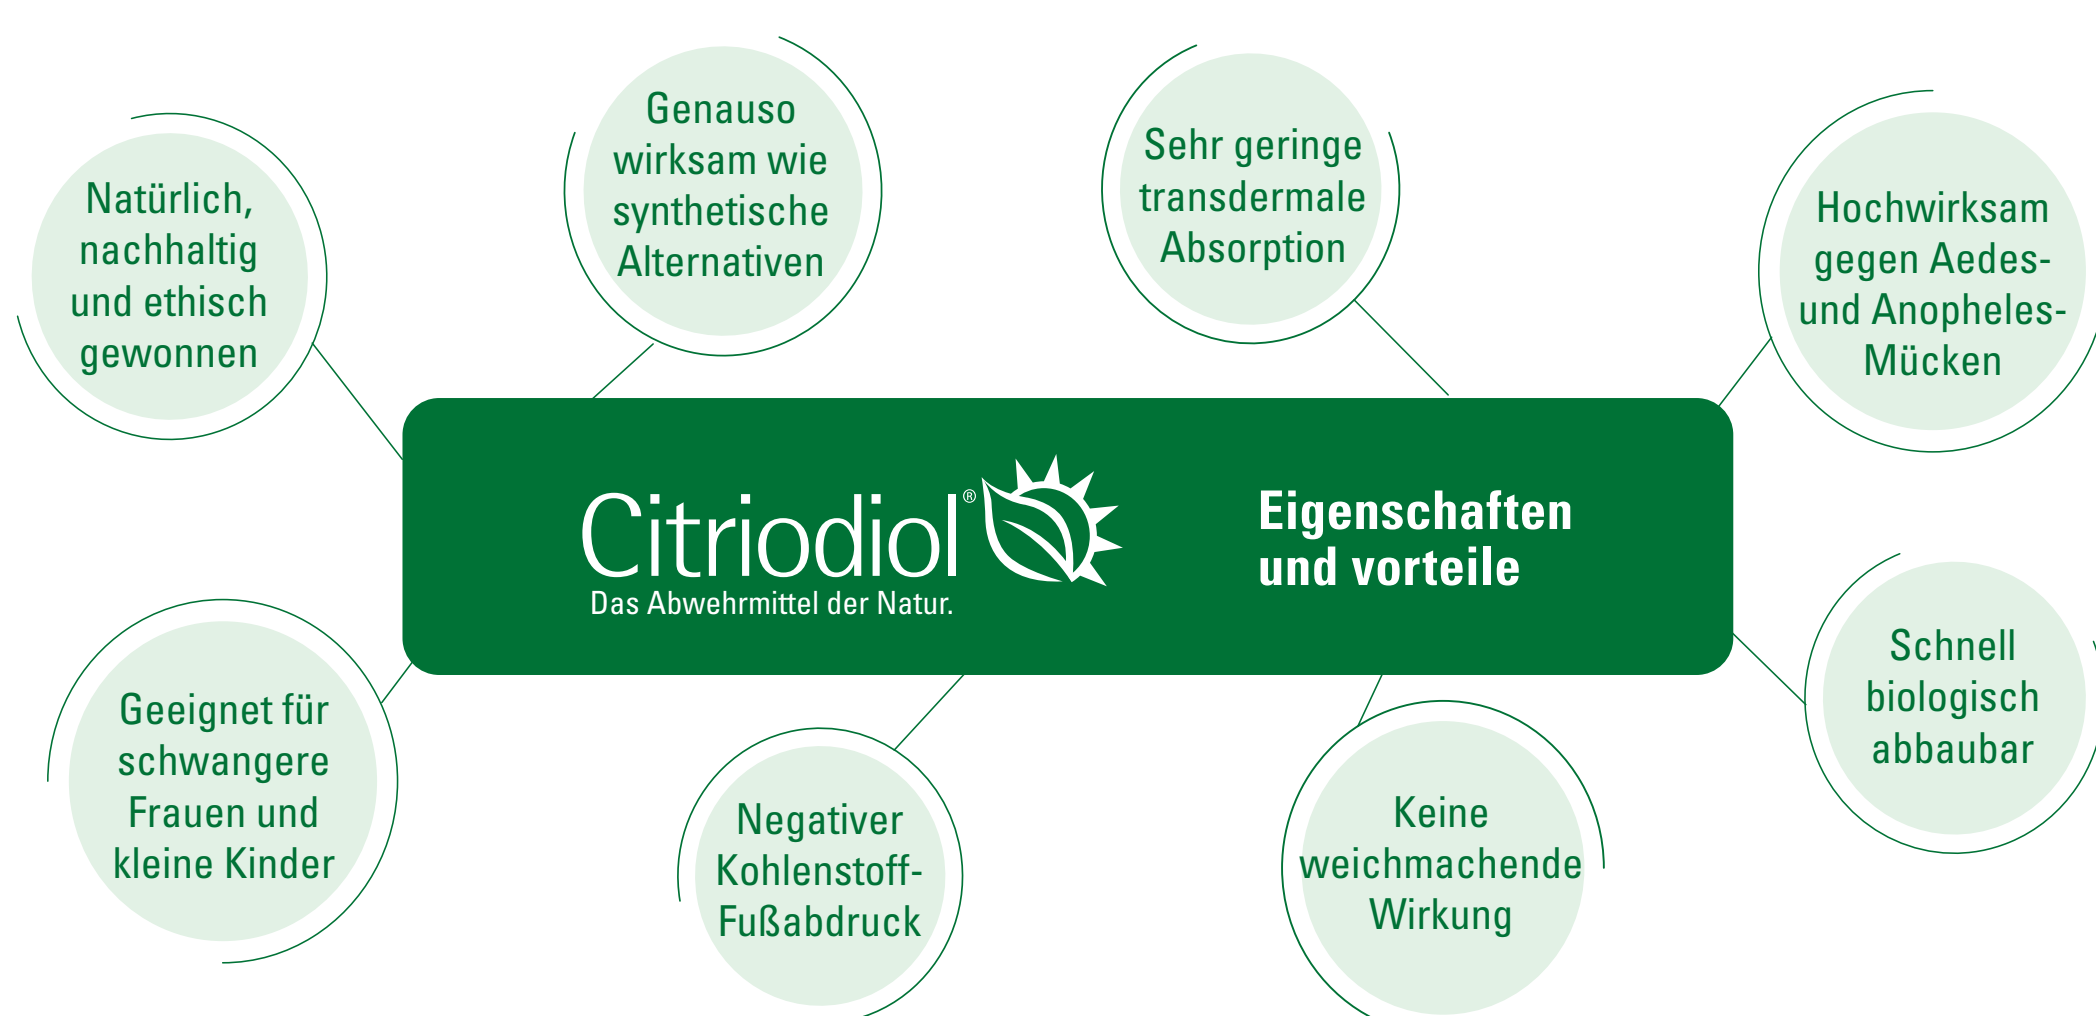 Natürlich,
nachhaltig
und ethisch
gewonnen
Genauso
wirksam wie
synthetische
Alternativen
Sehr geringe
transdermale
Absorption
Hochwirksam
gegen Aedes-
und Anopheles-
Mücken
Citriodiol®
Das Abwehrmittel der Natur.
Eigenschaften
und vorteile
Geeignet für
schwangere
Frauen und
kleine Kinder
Negativer
Kohlenstoff-
Fußabdruck
Keine
weichmachende
Wirkung
Schnell
biologisch
abbaubar